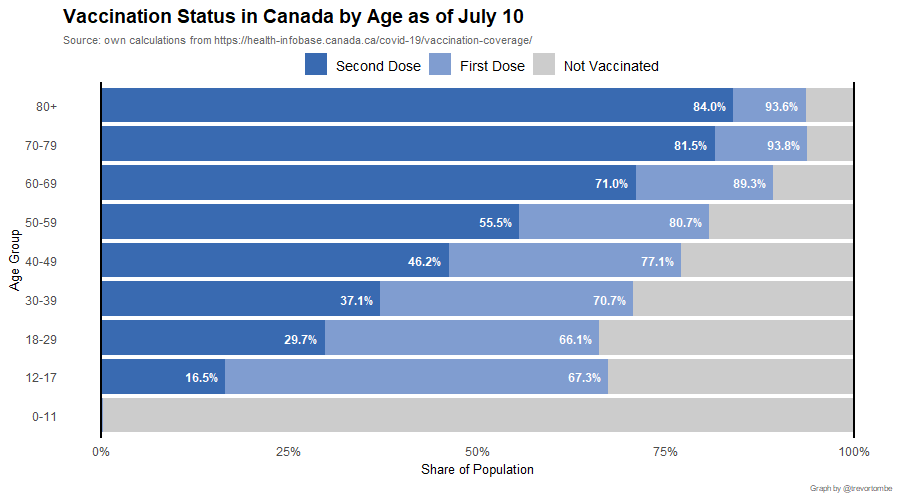 Vaccination Status in Canada by Age as of July 10
Source: own calculations from https://health-infobase.canada.ca/covid-19/vaccination-coverage/
Second Dose First Dose Not Vaccinated
80+ 84.0% 93.6%
70-79 81.5% 93.8%
60-69 71.0% 89.3%
50-59 55.5% 80.7%
Age Group
40-49 46.2% 77.1%
30-39 37.1% 70.7%
18-29 29.7% 66.1%
12-17 16.5% 67.3%
0-11
0% 25% 50% 75% 100%
Share of Population
Graph by @trevortombe